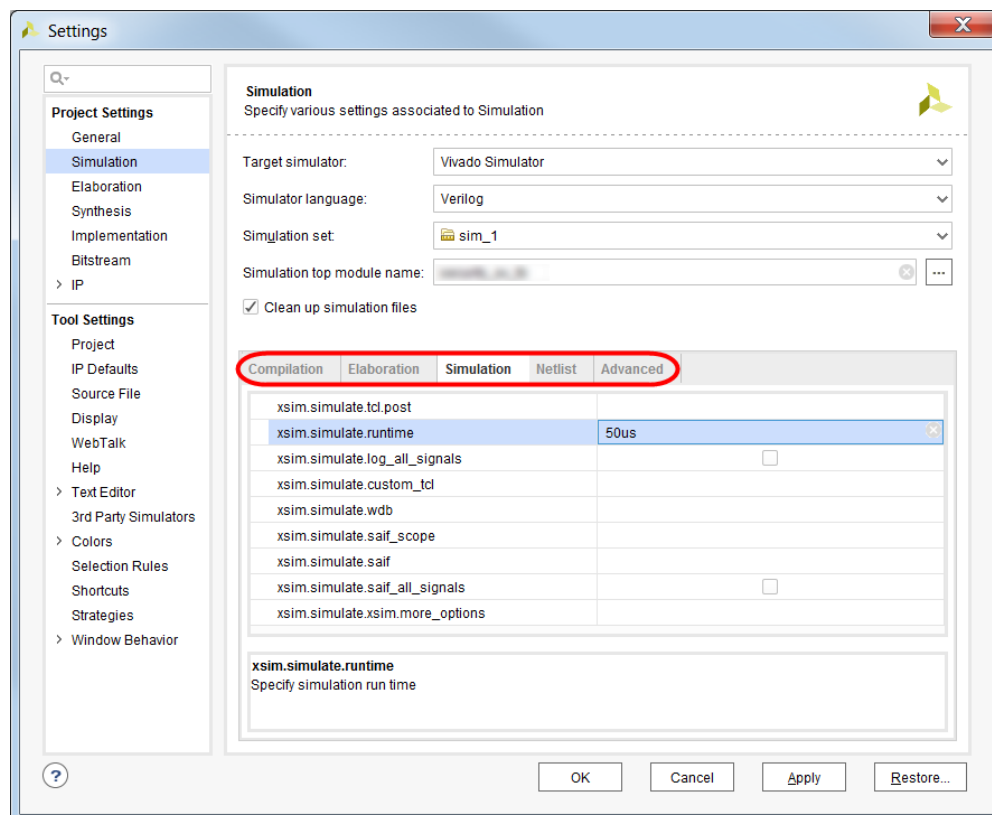 Settings
Project Settings
General
Simulation
Elaboration
Synthesis
Implementation
Bitstream
IP
Tool Settings
Project
IP Defaults
Source File
Display
WebTalk
Help
Text Editor
3rd Party Simulators
Colors
Selection Rules
Shortcuts
Strategies
Window Behavior
Simulation
Specify various settings associated to Simulation
Target simulator: Vivado Simulator
Simulator language: Verilog
Simulation set: sim_1
Simulation top module name: ...
Clean up simulation files
Compilation Elaboration Simulation Netlist Advanced
xsim.simulate.tcl.post
xsim.simulate.runtime 50us
xsim.simulate.log_all_signals
xsim.simulate.custom_tcl
xsim.simulate.wdb
xsim.simulate.saif_scope
xsim.simulate.saif
xsim.simulate.saif_all_signals
xsim.simulate.xsim.more_options
xsim.simulate.runtime
Specify simulation run time
? OK Cancel Apply Restore...